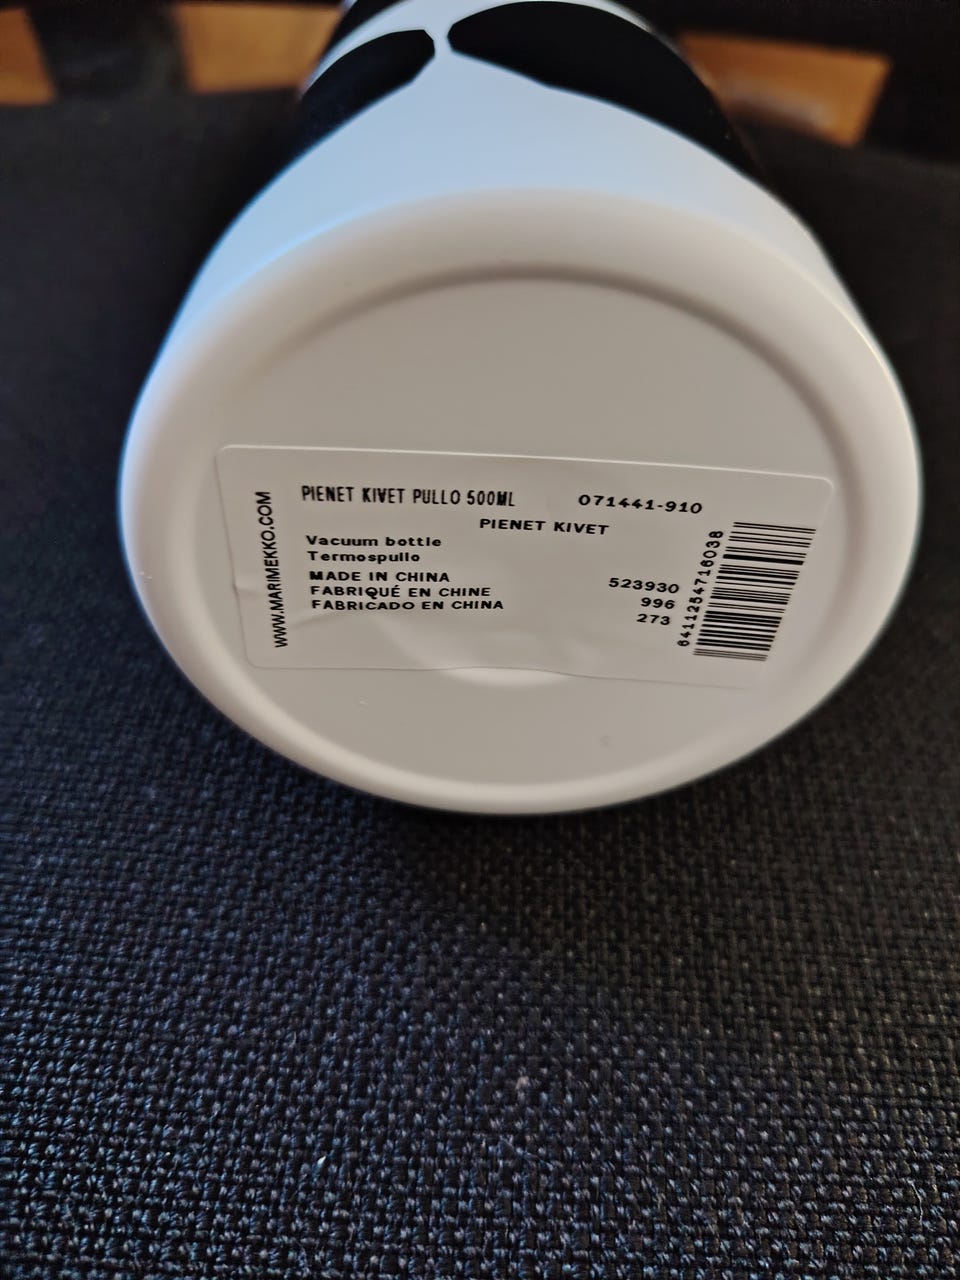 PIENET KIVET PULLO 500ML 071441-910
PIENET KIVET
Vacuum bottle
Termospullo
MADE IN CHINA
FABRIQUÉ EN CHINE
FABRICADO EN CHINA
523930
996
273
WWW.MARIMEKKO.COM
6411254716038